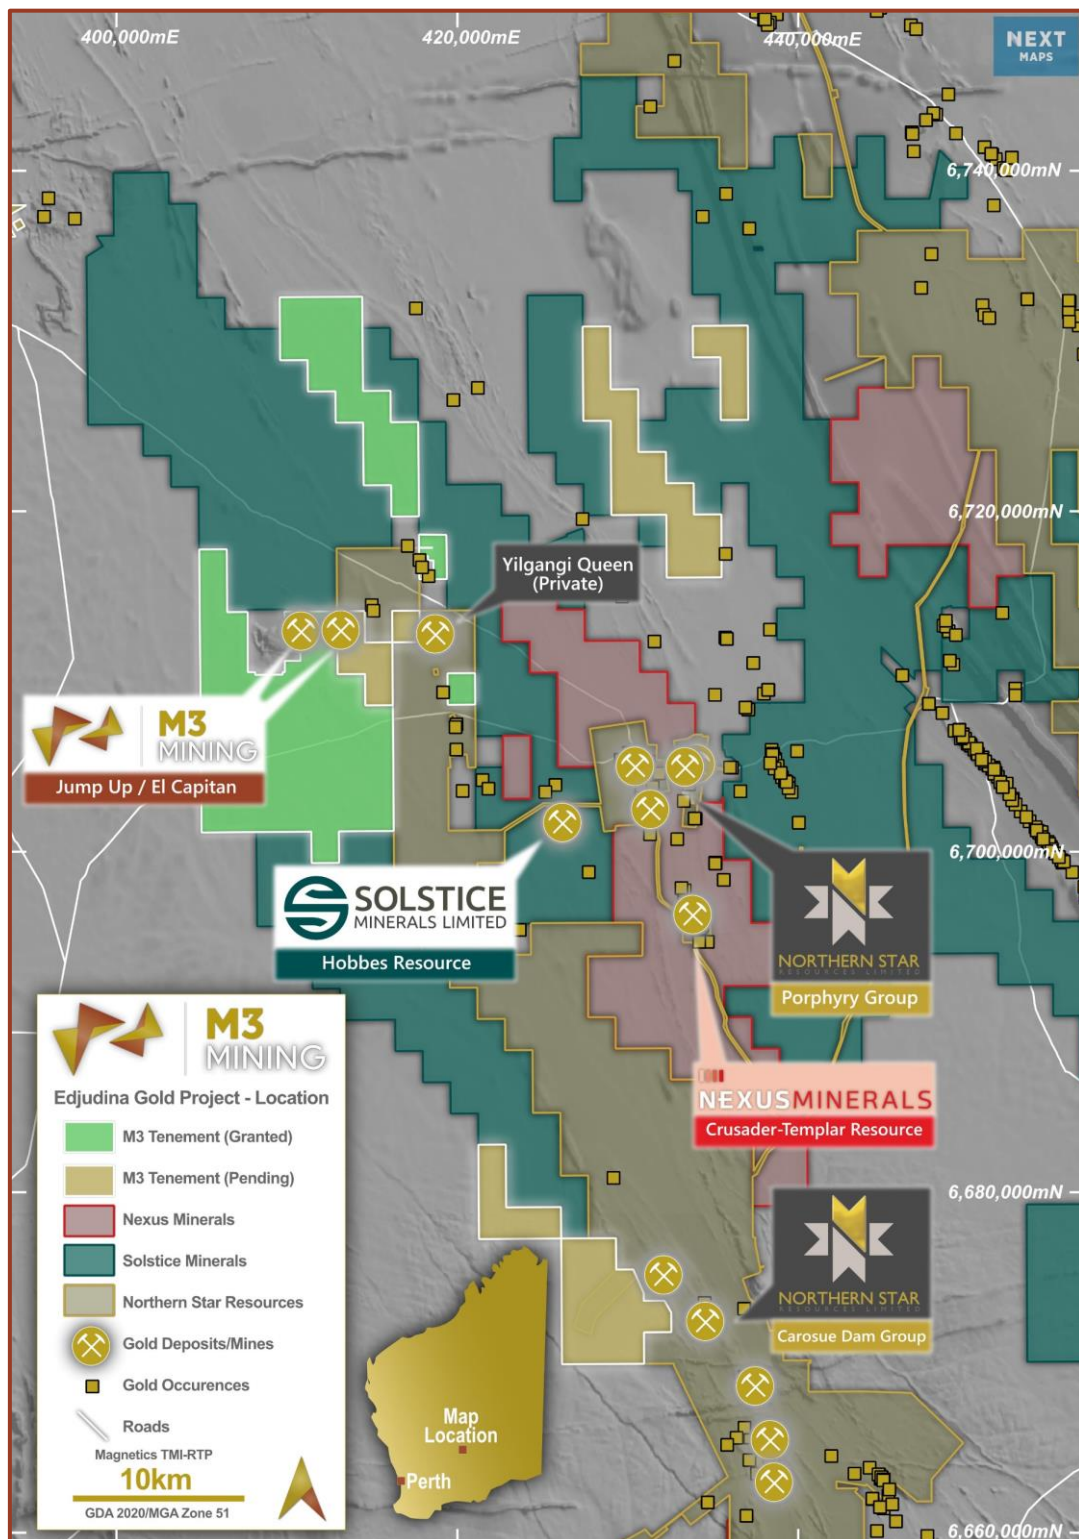 400,000mE
420,000mE
440,000mE
NEXT
MAPS
6,740,000mN
6,720,000mN
Yilgangi Queen
(Private)
M3
MINING
Jump Up / El Capitan
6,700,000mN
SOLSTICE
MINERALS LIMITED
Hobbes Resource
NORTHERN STAR
RESOURCES LIMITED
Porphyry Group
NEXUSMINERALS
Crusader-Templar Resource
6,680,000mN
NORTHERN STAR
RESOURCES LIMITED
Carosue Dam Group
6,660,000mN
M3
MINING
Edjudina Gold Project - Location
M3 Tenement (Granted)
M3 Tenement (Pending)
Nexus Minerals
Solstice Minerals
Northern Star Resources
Gold Deposits/Mines
Gold Occurences
Roads
Magnetics TMI-RTP
10km
GDA 2020/MGA Zone 51
Map
Location
Perth